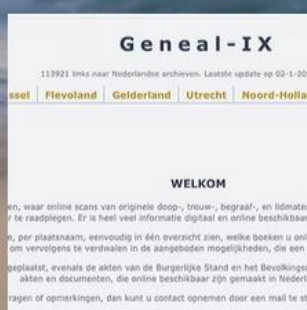 Geneal-IX
113921 links naar Nederlandse archieven. Laatste update op 02-1-20
ssel Flevoland Gelderland Utrecht Noord-Holla
WELKOM
en, waar online scans van originele doop-, trouw-, begraaf-, en lidmate
r te raadplegen. Er is heel veel informatie digitaal en online beschikbaar
e, per plaatsnaam, eenvoudig in één overzicht zien, welke boeken u onl
om vervolgens te verdwalen in de aangeboden mogelijkheden, die een
geplaatst, evenals de akten van de Burgerlijke Stand en het Bevolkings
akten en documenten, die online beschikbaar zijn gemaakt in Nederl
ragen of opmerkingen, dan kunt u contact opnemen door een mail te st